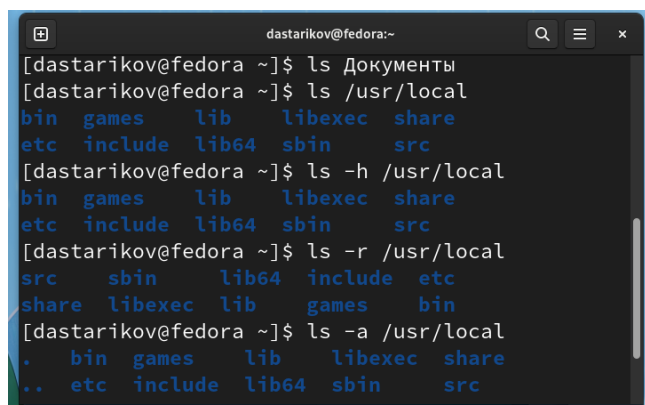 dastarikov@fedora:~
[dastarikov@fedora ~]$ ls Документы
[dastarikov@fedora ~]$ ls /usr/local
bin games lib libexec share
etc include lib64 sbin src
[dastarikov@fedora ~]$ ls -h /usr/local
bin games lib libexec share
etc include lib64 sbin src
[dastarikov@fedora ~]$ ls -r /usr/local
src sbin lib64 include etc
share libexec lib games bin
[dastarikov@fedora ~]$ ls -a /usr/local
. bin games lib libexec share
.. etc include lib64 sbin src